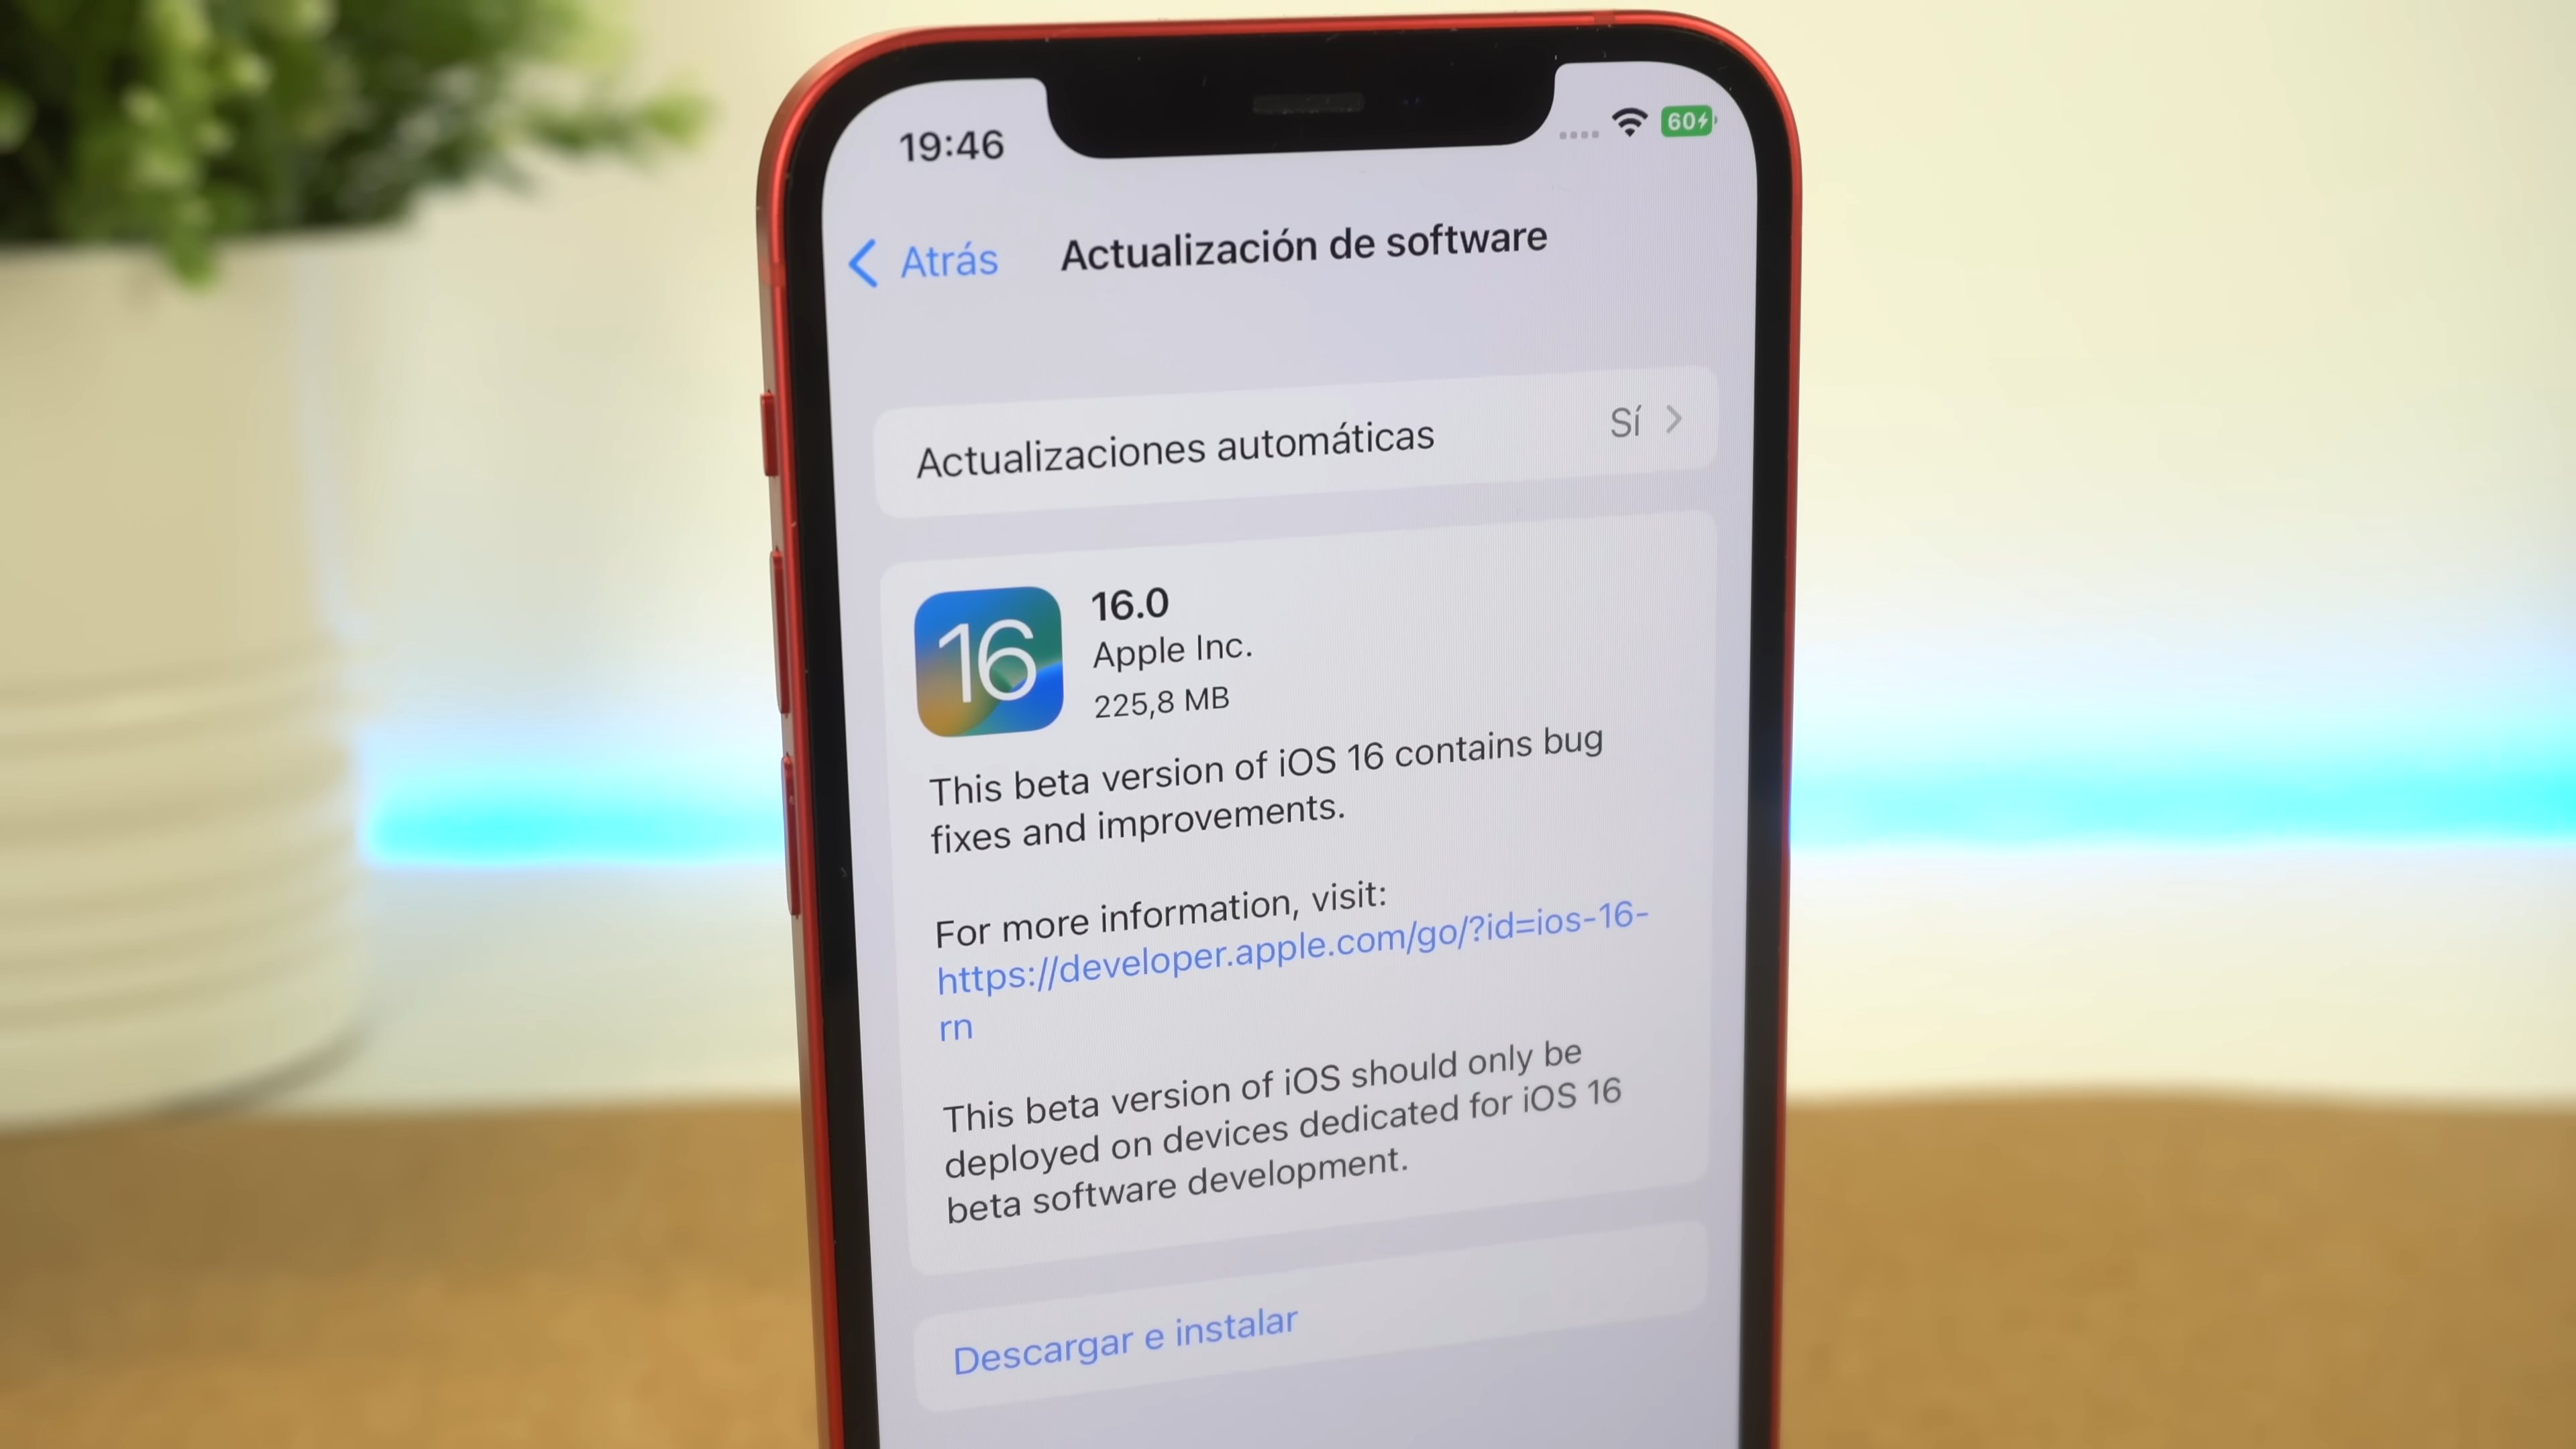 19:46
60
Atrás
Actualización de software
Actualizaciones automáticas Sí
16
16.0
Apple Inc.
225,8 MB
This beta version of iOS 16 contains bug
fixes and improvements.
For more information, visit:
https://developer.apple.com/go/?id=ios-16-
rn
This beta version of iOS should only be
deployed on devices dedicated for iOS 16
beta software development.
Descargar e instalar